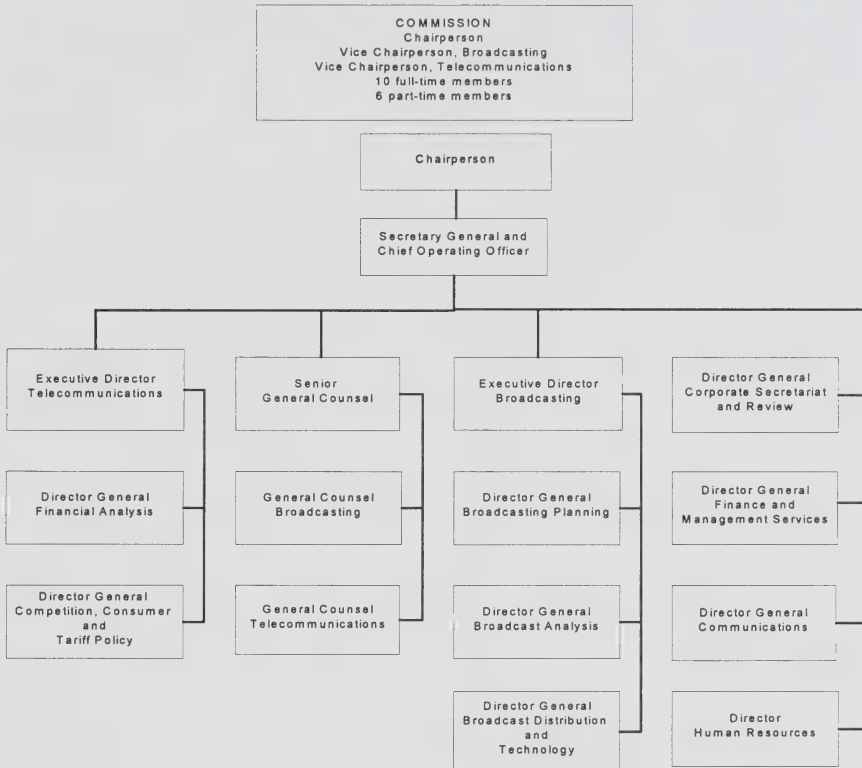 COMMISSION
Chairperson
Vice Chairperson, Broadcasting
Vice Chairperson, Telecommunications
10 full-time members
6 part-time members
Chairperson
Secretary General and
Chief Operating Officer
Executive Director
Telecommunications
Senior
General Counsel
Executive Director
Broadcasting
Director General
Corporate Secretariat
and Review
Director General
Financial Analysis
General Counsel
Broadcasting
Director General
Broadcasting Planning
Director General
Finance and
Management Services
Director General
Competition, Consumer
and
Tariff Policy
General Counsel
Telecommunications
Director General
Broadcast Analysis
Director General
Communications
Director General
Broadcast Distribution
and
Technology
Director
Human Resources